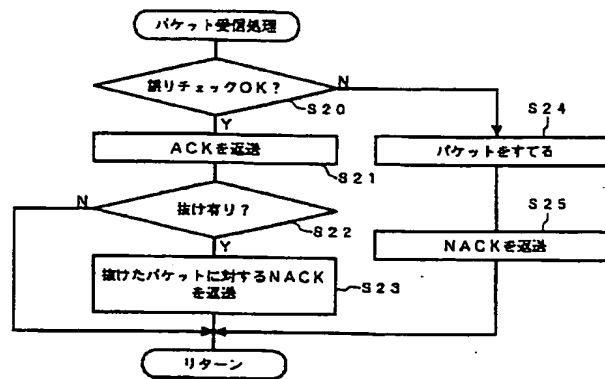 パケット受信処理
誤りチェックOK?
N
S20
Y
S24
ACKを返送
パケットをすてる
S21
N
抜け有り?
S22
S25
Y
NACKを返送
抜けたパケットに対するNACK
を返送
S23
リターン